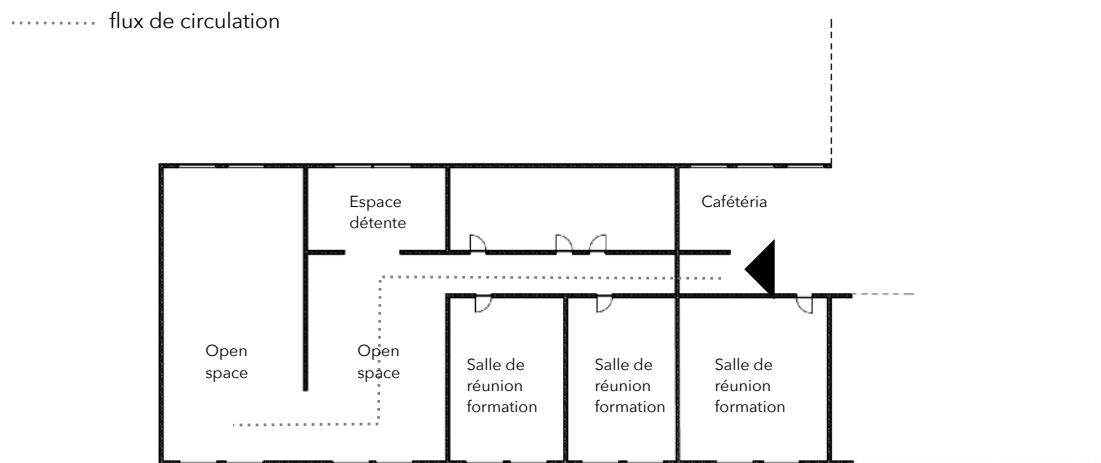 flux de circulation
Espace
détente
Cafétéria
Open
space
Open
space
Salle de
réunion
formation
Salle de
réunion
formation
Salle de
réunion
formation